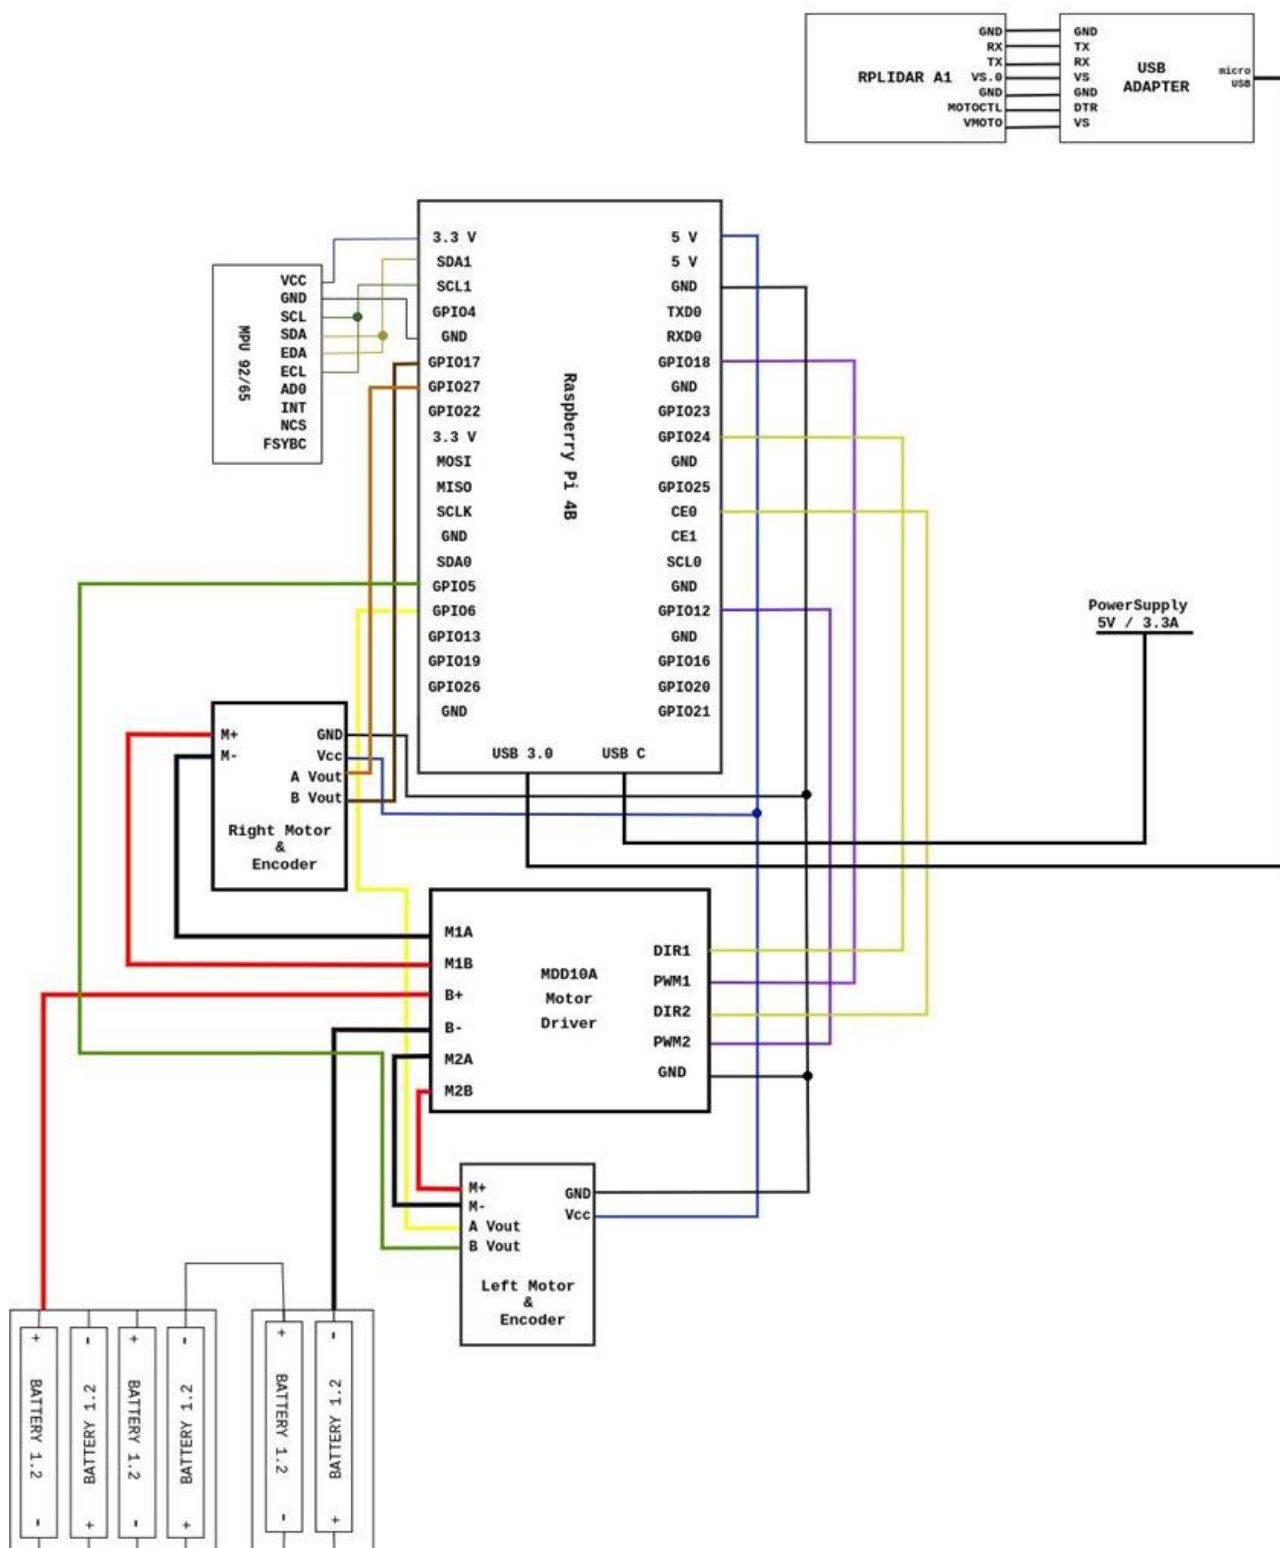 GND
RX
TX
RPLIDAR A1
VS.0
GND
MOTOCTL
VMOTO
GND
TX
RX
VS
GND
DTR
VS
USB
ADAPTER
micro
USB
VCC
GND
SCL
SDA
EDA
ECL
AD0
INT
NCS
FSYBC
MPU 92/65
3.3 V
SDA1
SCL1
GPIO4
GND
GPIO17
GPIO27
GPIO22
3.3 V
MOSI
MISO
SCLK
GND
SDA0
GPIO5
GPIO6
GPIO13
GPIO19
GPIO26
GND
Raspberry Pi 4B
5 V
5 V
GND
TXD0
RXD0
GPIO18
GND
GPIO23
GPIO24
GND
GPIO25
CE0
CE1
SCL0
GND
GPIO12
GND
GPIO16
GPIO20
GPIO21
USB 3.0
USB C
PowerSupply
5V / 3.3A
M+
M-
GND
Vcc
A Vout
B Vout
Right Motor
&
Encoder
M1A
M1B
B+
B-
M2A
M2B
MDD10A
Motor
Driver
DIR1
PWM1
DIR2
PWM2
GND
M+
M-
A Vout
B Vout
GND
Vcc
Left Motor
&
Encoder
+ BATTERY 1.2 -
- BATTERY 1.2 +
+ BATTERY 1.2 -
- BATTERY 1.2 +
+ BATTERY 1.2 -
- BATTERY 1.2 +